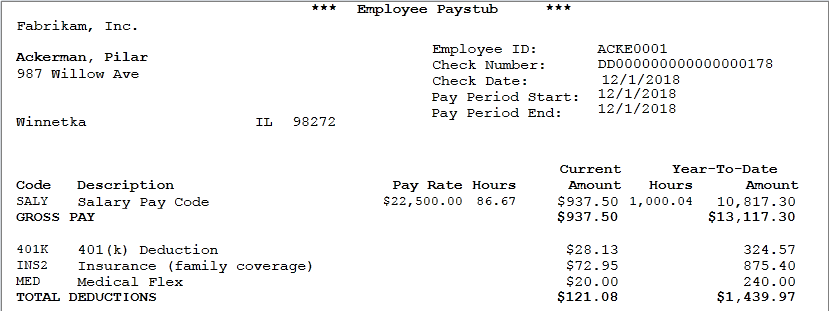 *** Employee Paystub ***
Fabrikam, Inc.
Ackerman, Pilar
987 Willow Ave
Employee ID: ACKE0001
Check Number: DD000000000000000178
Check Date: 12/1/2018
Pay Period Start: 12/1/2018
Pay Period End: 12/1/2018
Winnetka IL 98272
Current Year-To-Date
Code Description Pay Rate Hours Amount Hours Amount
SALY Salary Pay Code $22,500.00 86.67 $937.50 1,000.04 10,817.30
GROSS PAY $937.50 $13,117.30
401K 401(k) Deduction $28.13 324.57
INS2 Insurance (family coverage) $72.95 875.40
MED Medical Flex $20.00 240.00
TOTAL DEDUCTIONS $121.08 $1,439.97